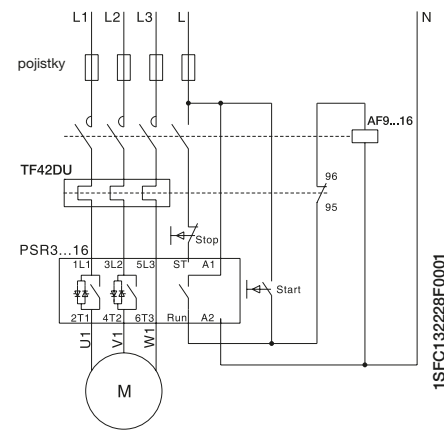 L1 L2 L3 L N
pojistky
AF9...16
TF42DU
96
95
Stop
PSR3...16
1L1 3L2 5L3 ST A1
Start
2T1 4T2 6T3 Run A2
U1 V1 W1
M
1SFC132228F0001